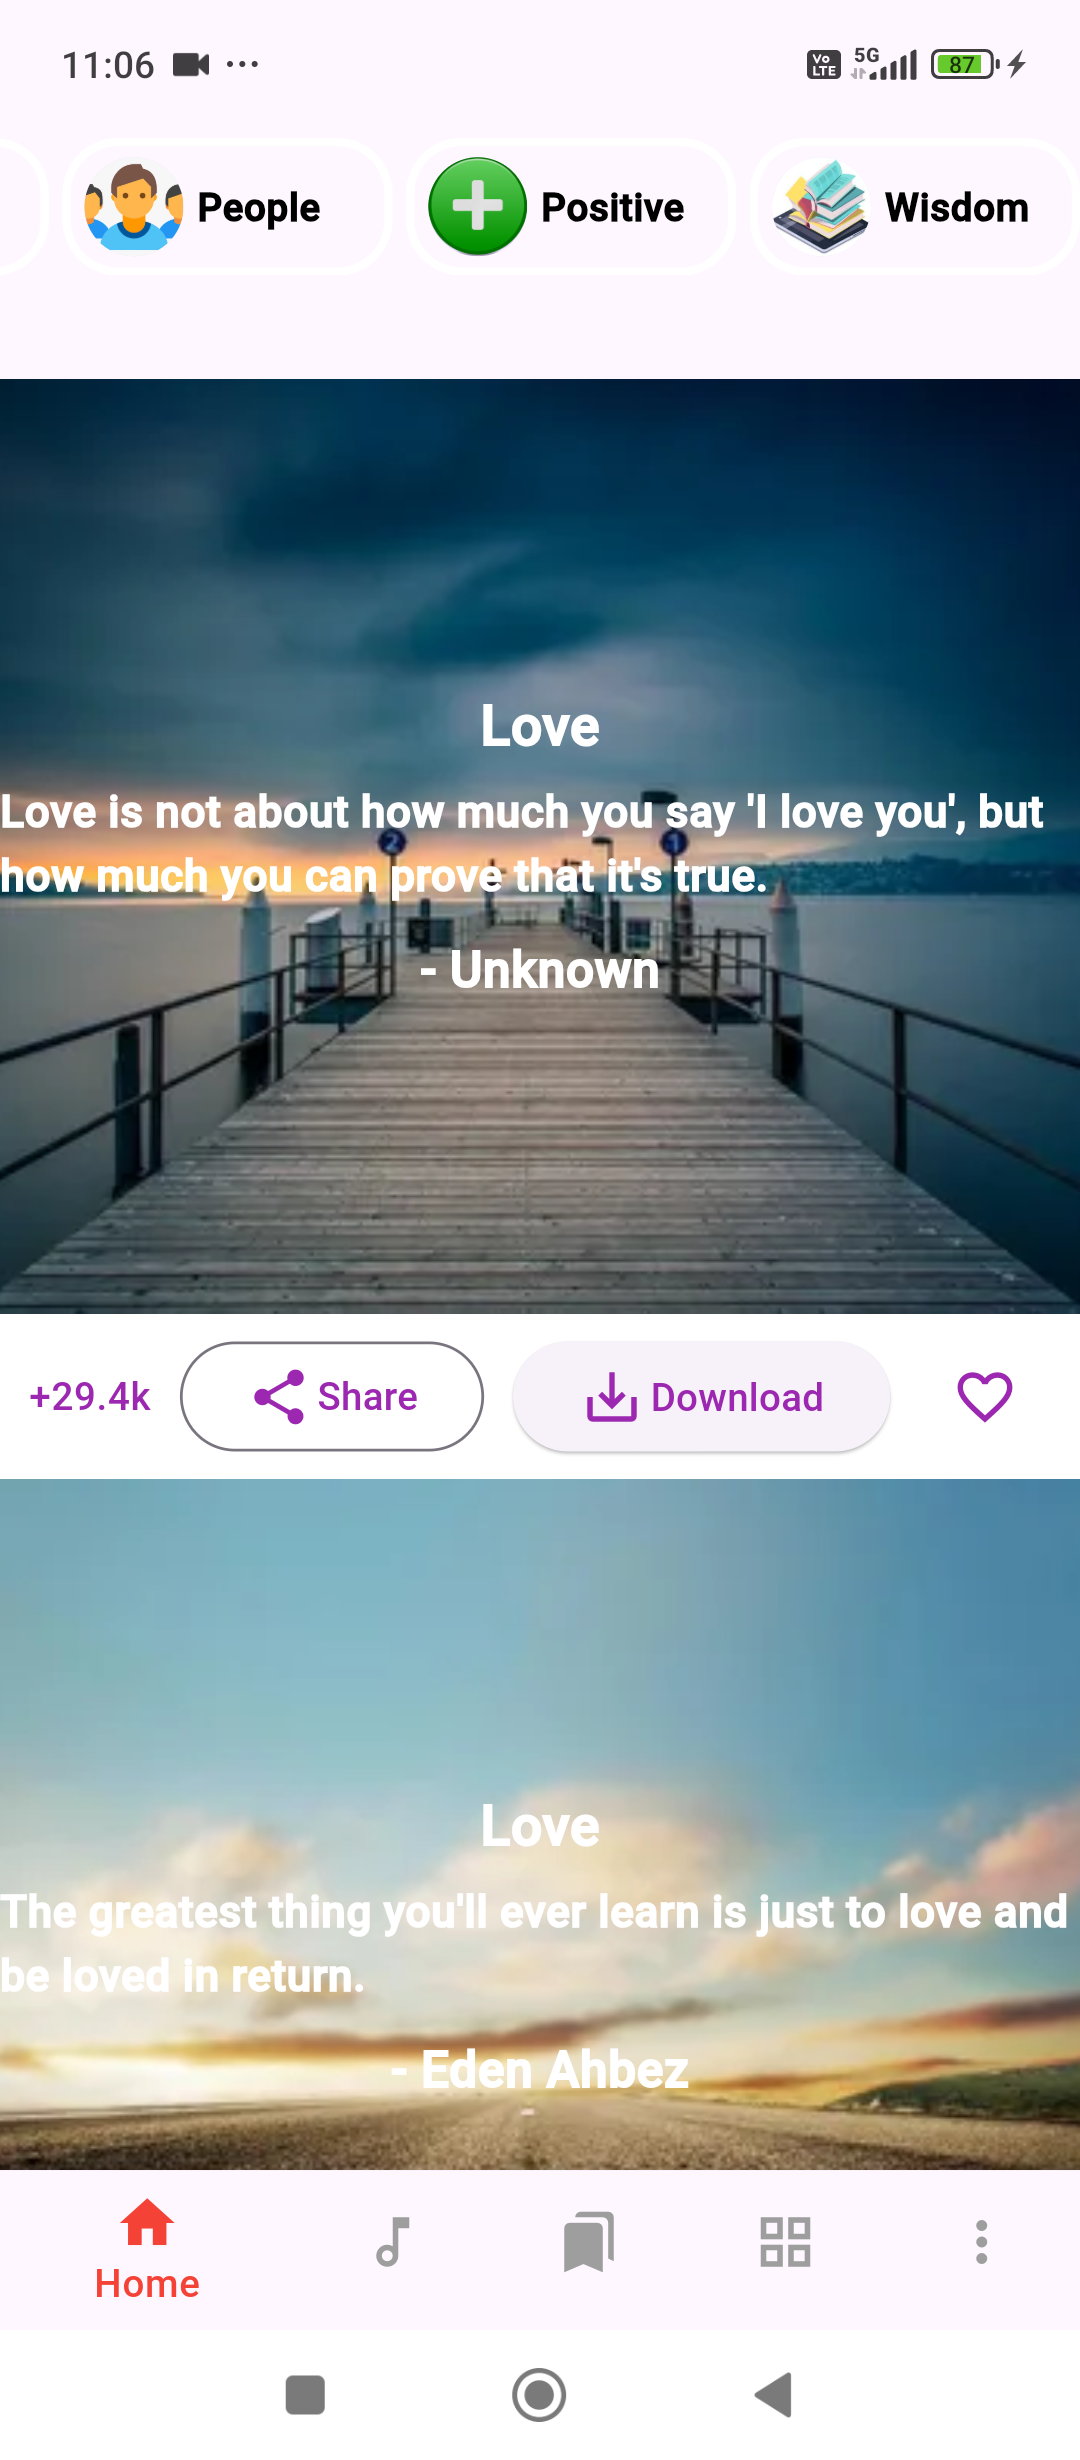 11:06
Vo
LTE
5G
87
People
Positive
Wisdom
Love
Love is not about how much you say 'I love you', but
how much you can prove that it's true.
- Unknown
2
1
+29.4k
Share
Download
Love
The greatest thing you'll ever learn is just to love and
be loved in return.
- Eden Ahbez
Home